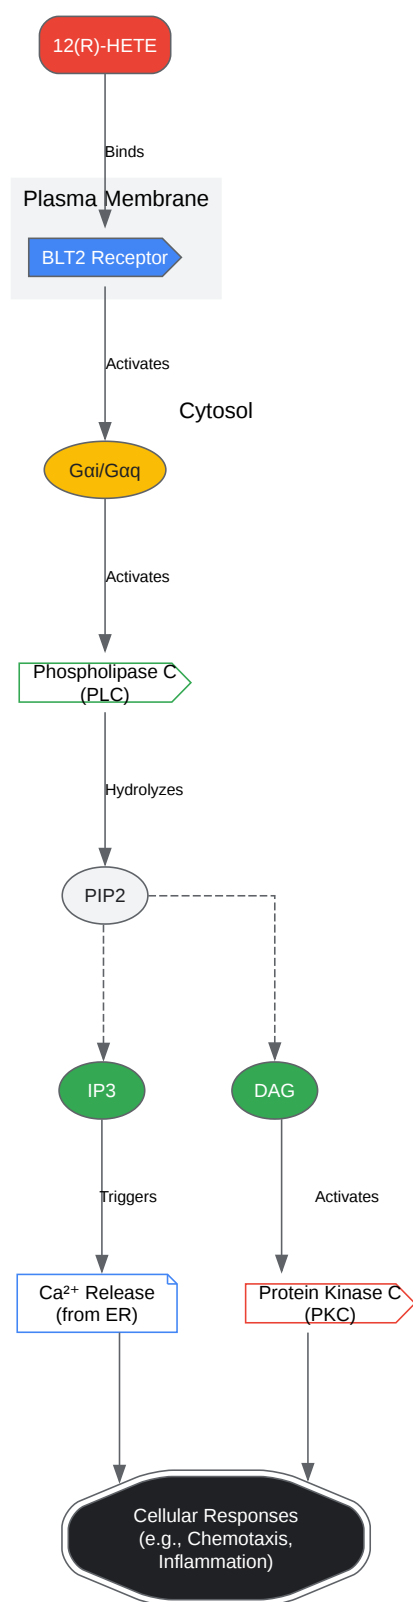 12(R)-HETE
Binds
Plasma Membrane
BLT2 Receptor
Activates
Cytosol
Gαi/Gαq
Activates
Phospholipase C
(PLC)
Hydrolyzes
PIP2
IP3
DAG
Triggers
Activates
Ca²⁺ Release
(from ER)
Protein Kinase C
(PKC)
Cellular Responses
(e.g., Chemotaxis,
Inflammation)